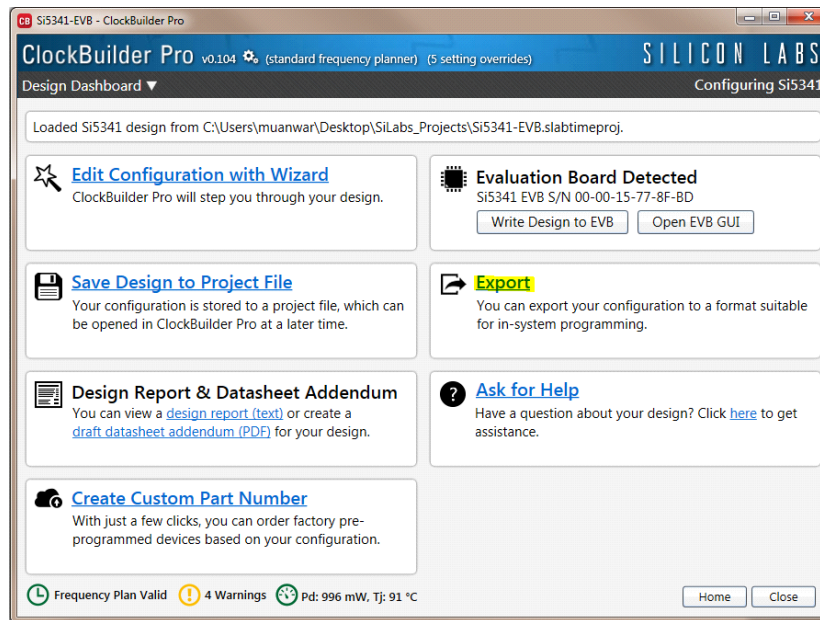 CB Si5341-EVB - ClockBuilder Pro
ClockBuilder Pro v0.104 (standard frequency planner) (5 setting overrides) SILICON LABS
Design Dashboard ▼ Configuring Si5341
Loaded Si5341 design from C:\Users\muanwar\Desktop\SiLabs_Projects\Si5341-EVB.slabtimeproj.
Edit Configuration with Wizard
ClockBuilder Pro will step you through your design.
Evaluation Board Detected
Si5341 EVB S/N 00-00-15-77-8F-BD
Write Design to EVB Open EVB GUI
Save Design to Project File
Your configuration is stored to a project file, which can
be opened in ClockBuilder Pro at a later time.
Export
You can export your configuration to a format suitable
for in-system programming.
Design Report & Datasheet Addendum
You can view a design report (text) or create a
draft datasheet addendum (PDF) for your design.
? Ask for Help
Have a question about your design? Click here to get
assistance.
Create Custom Part Number
With just a few clicks, you can order factory pre-
programmed devices based on your configuration.
Frequency Plan Valid ! 4 Warnings Pd: 996 mW, Tj: 91 °C
Home Close